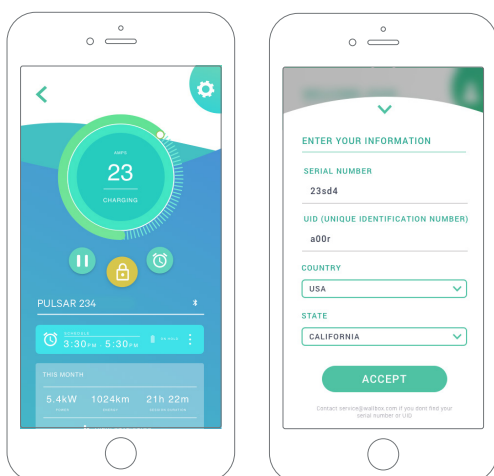 AMPS
23
CHARGING
PULSAR 234
SCHEDULE
3:30PM . 5:30PM
THIS MONTH
5.4kW 1024km 21h 22m
POWER
ENTER YOUR INFORMATION
SERIAL NUMBER
23sd4
UID (UNIQUE IDENTIFICATION NUMBER)
a00r
COUNTRY
USA
STATE
CALIFORNIA
ACCEPT
Contact service@wallbox.com if you dont find your
serial number or UID